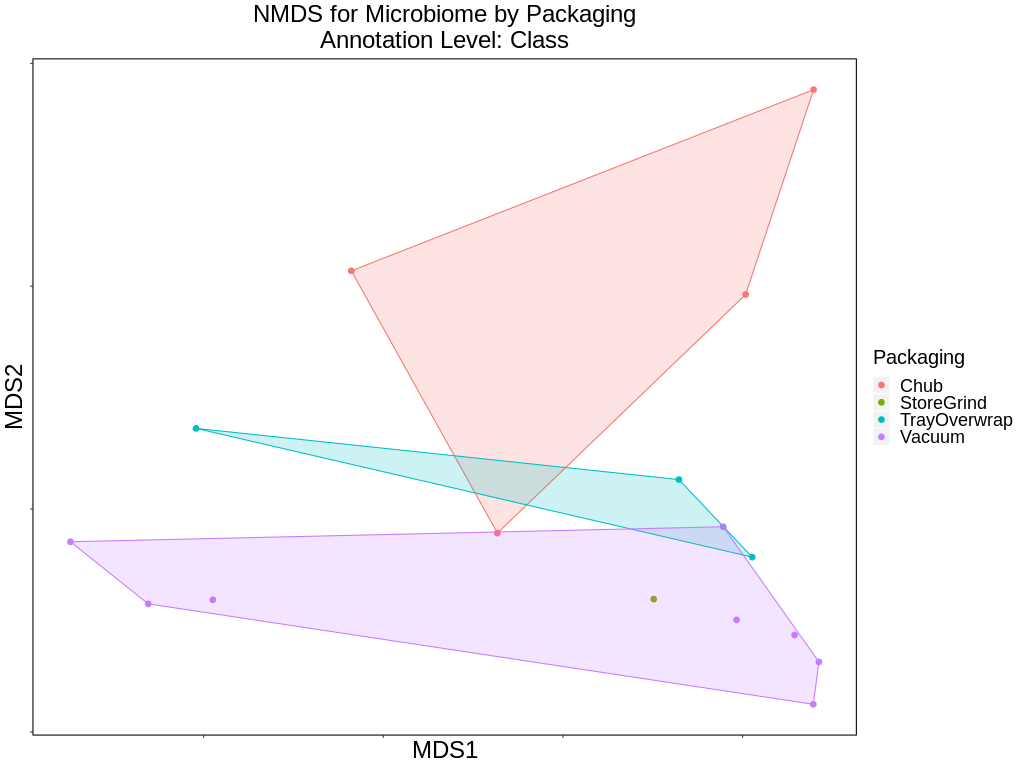 NMDS for Microbiome by Packaging
Annotation Level: Class
MDS2
MDS1
Packaging
Chub
StoreGrind
TrayOverwrap
Vacuum